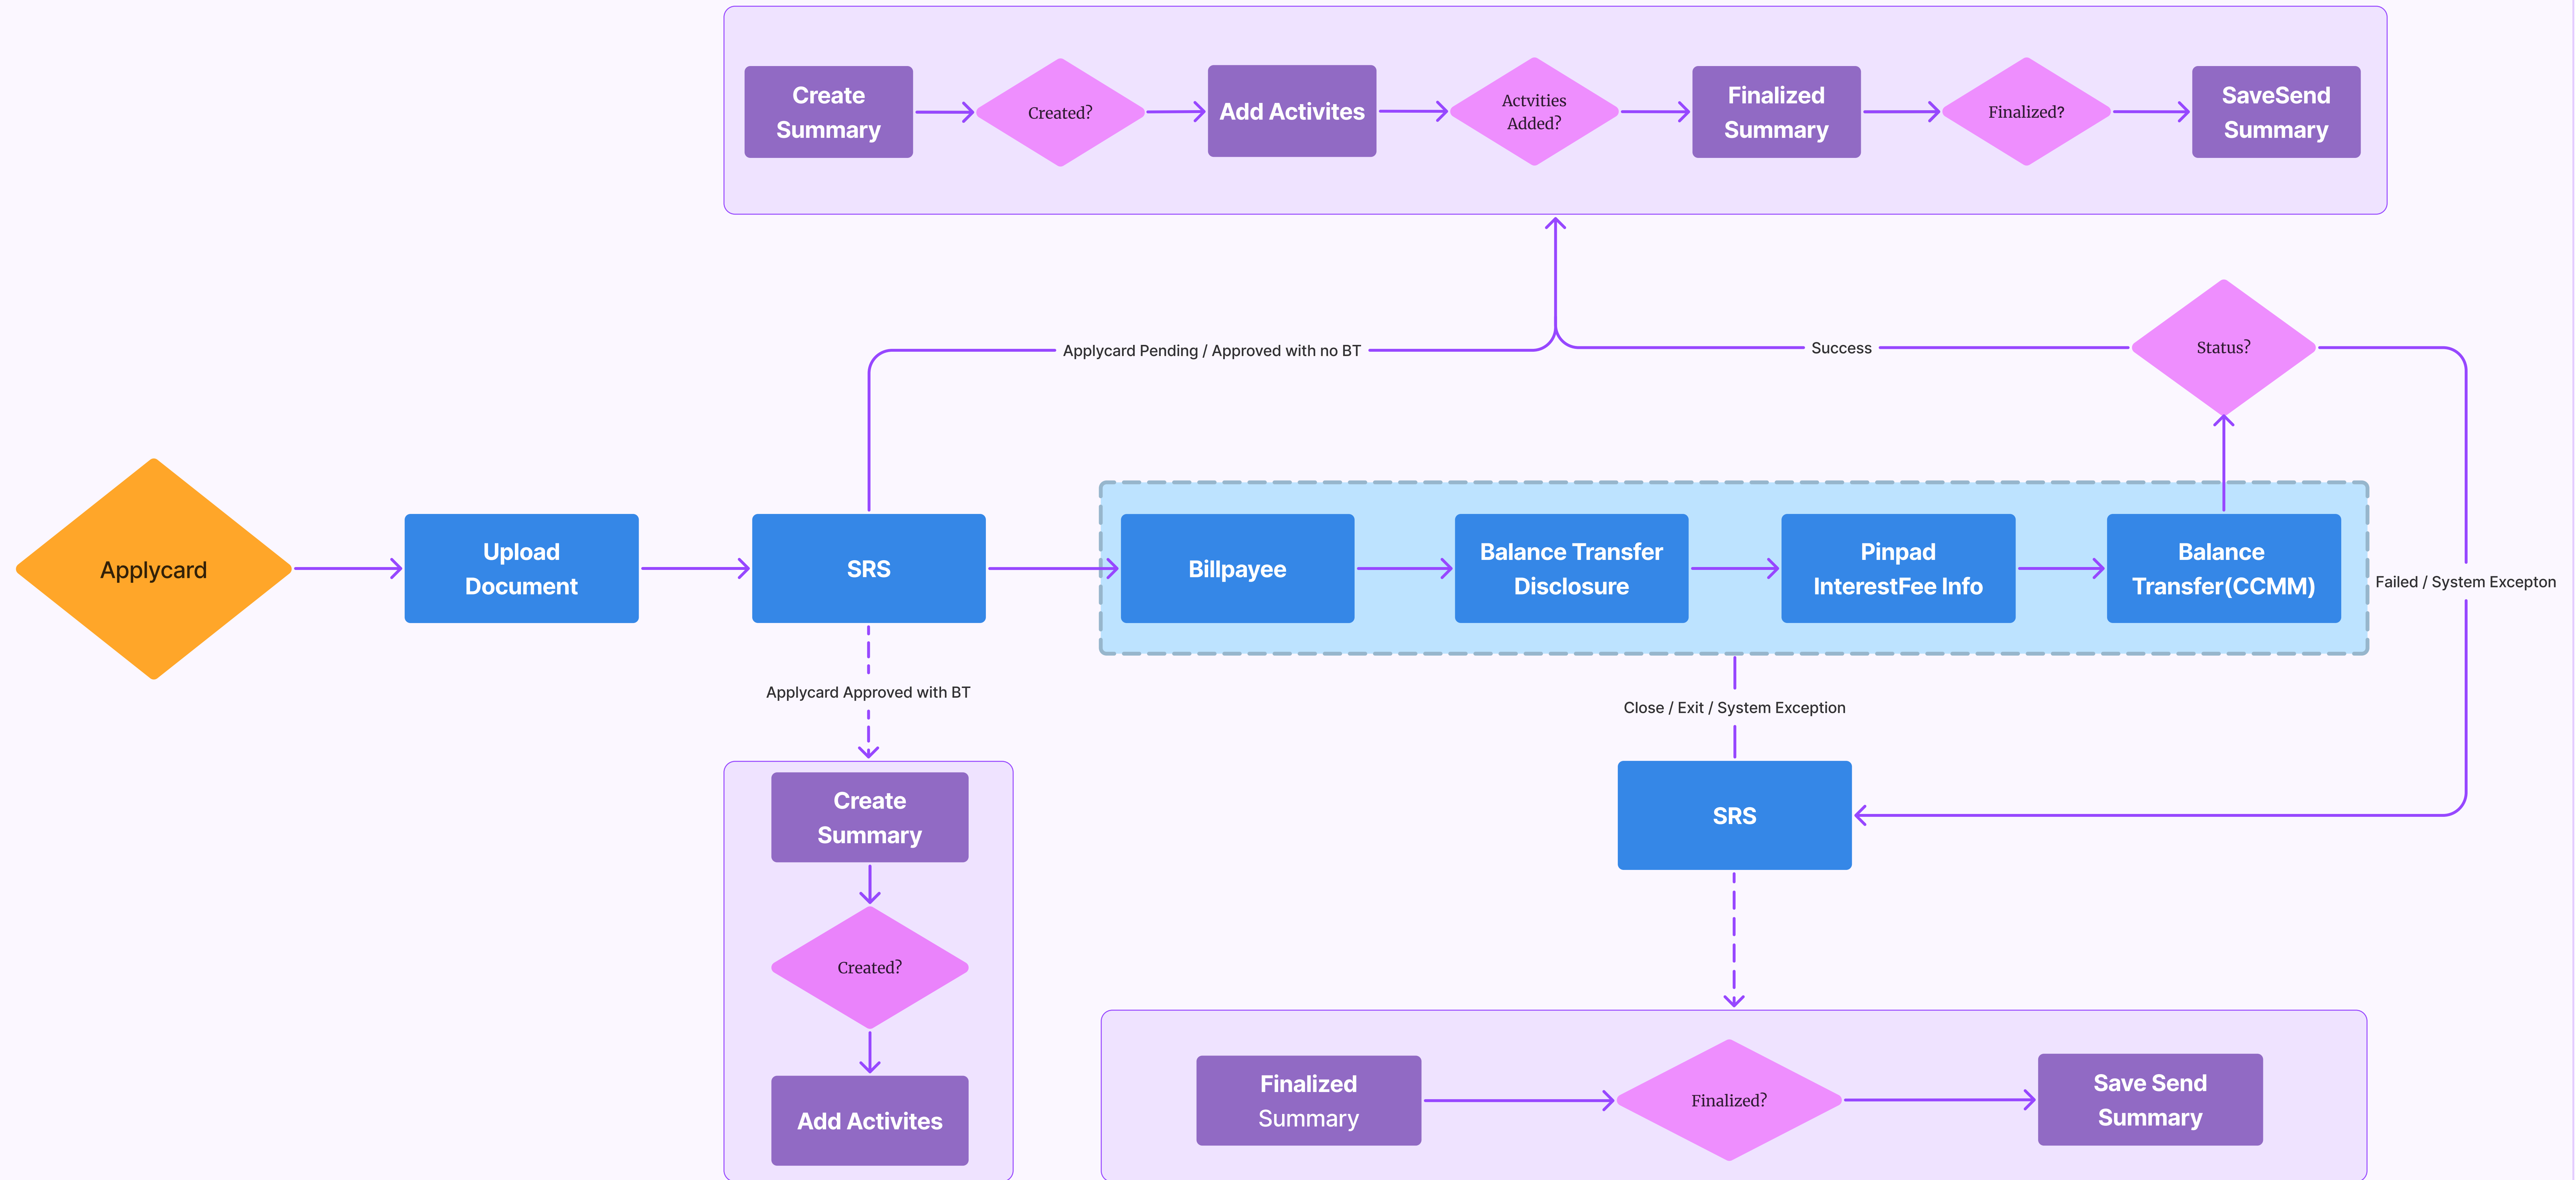 Create
Summary
Created?
Add Activites
Actvities
Added?
Finalized
Summary
Finalized?
SaveSend
Summary
Applycard Pending / Approved with no BT
Success
Status?
Applycard
Upload
Document
SRS
Billpayee
Balance Transfer
Disclosure
Pinpad
InterestFee Info
Balance
Transfer(CCMM)
Failed / System Excepton
Applycard Approved with BT
Close / Exit / System Exception
Create
Summary
Created?
Add Activites
SRS
Finalized
Summary
Finalized?
Save Send
Summary